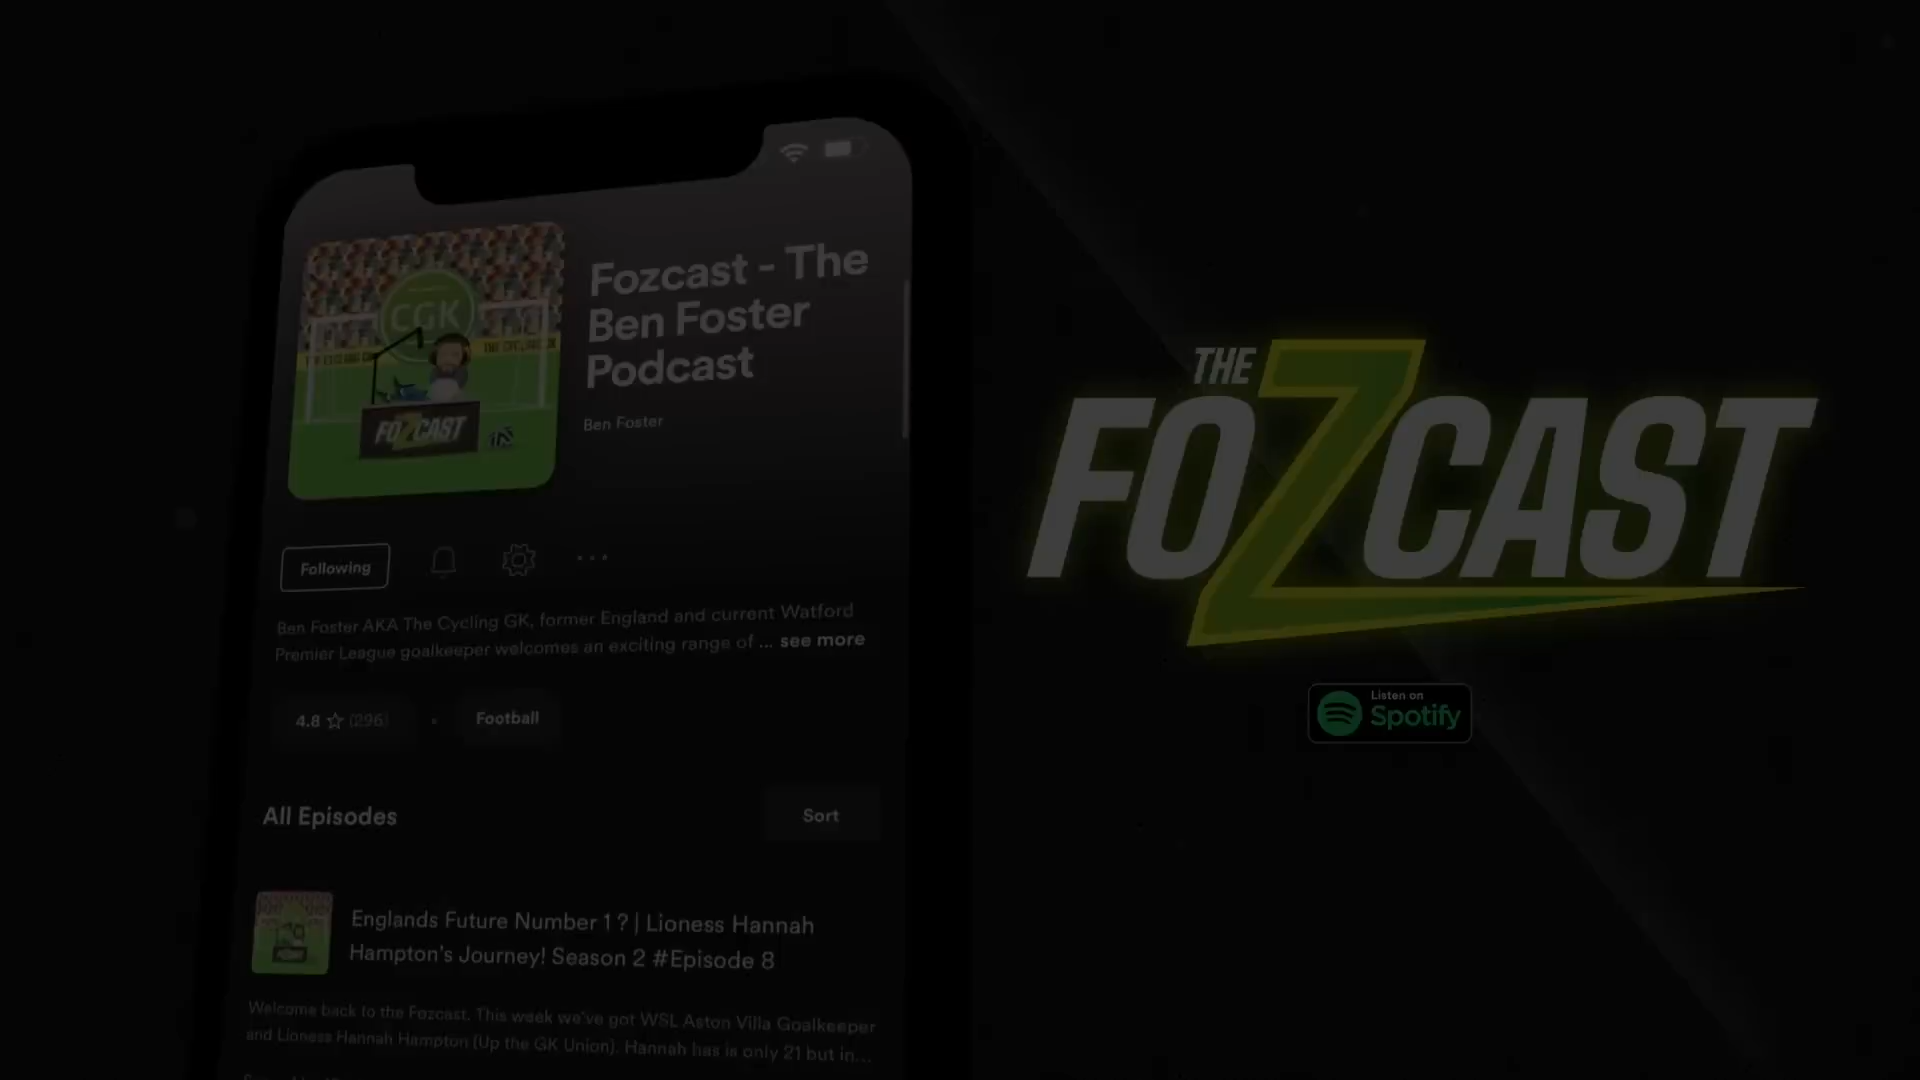 Fozcast - The
Ben Foster
Podcast
Ben Foster
CGK
FOZCAST
Following
Ben Foster AKA The Cycling GK, former England and current Watford
Premier League goalkeeper welcomes an exciting range of ... see more
4.8 ☆ (296)
Football
All Episodes
Sort
Englands Future Number 1 ? | Lioness Hannah
Hampton's Journey! Season 2 #Episode 8
Welcome back to the Fozcast. This week we've got WSL Aston Villa Goalkeeper
and Lioness Hannah Hampton (Up the GK Union). Hannah has is only 21 but in...
THE
FOZCAST
Listen on
Spotify